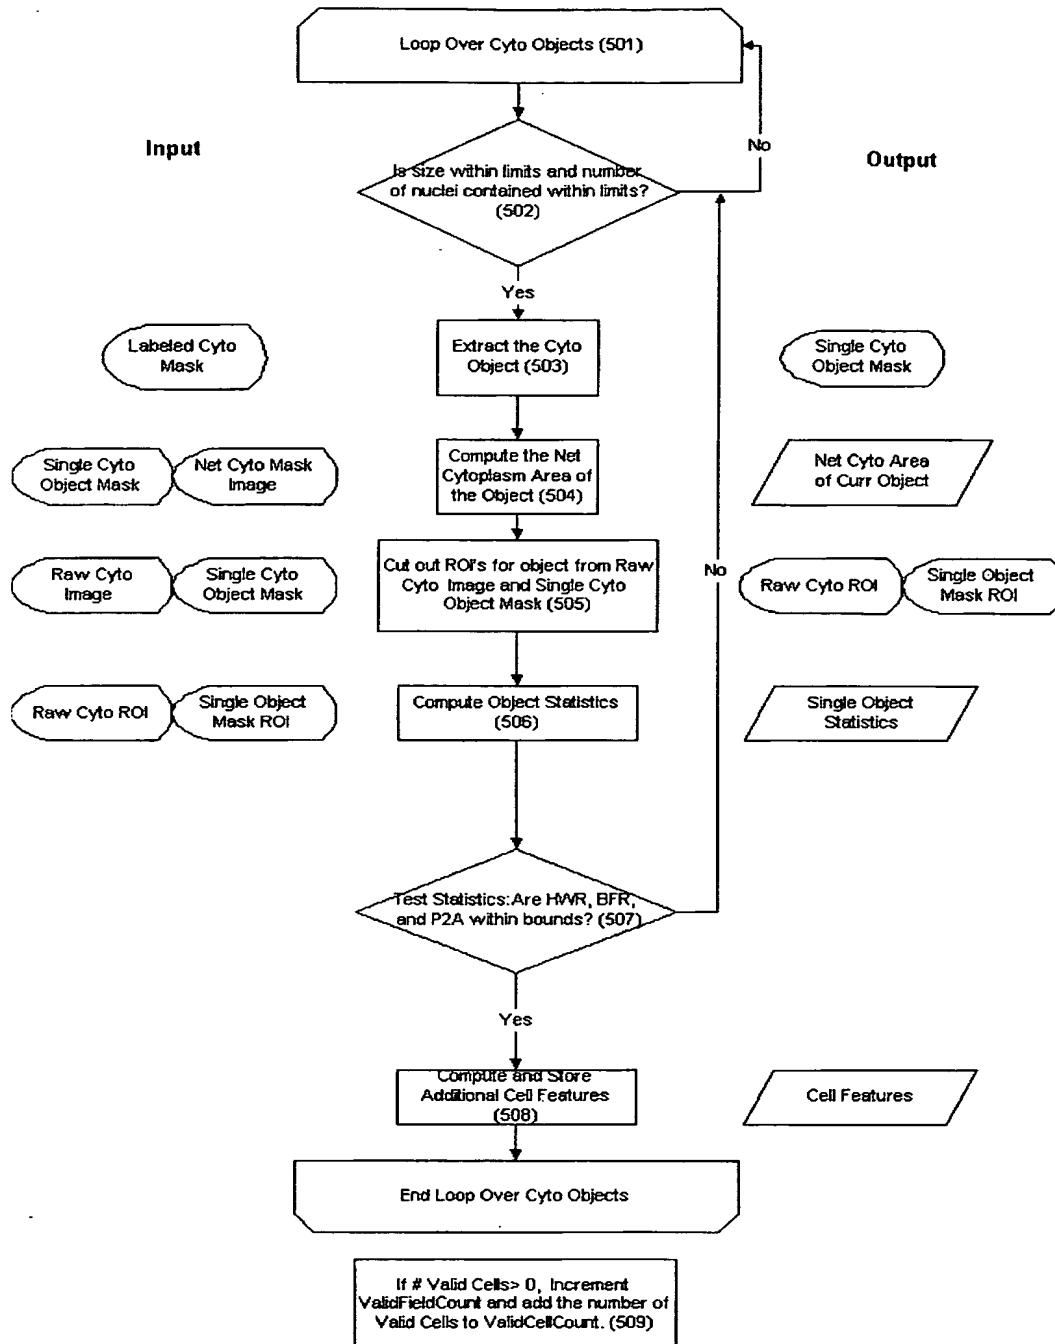 Loop Over Cyto Objects (501)
Input
Output
No
Is size within limits and number
of nuclei contained within limits?
(502)
Yes
Labeled Cyto
Mask
Extract the Cyto
Object (503)
Single Cyto
Object Mask
Single Cyto
Object Mask
Net Cyto Mask
Image
Compute the Net
Cytoplasm Area of
the Object (504)
Net Cyto Area
of Curr Object
Raw Cyto
Image
Single Cyto
Object Mask
Cut out ROI's for object from Raw
Cyto Image and Single Cyto
Object Mask (505)
No
Raw Cyto ROI
Single Object
Mask ROI
Raw Cyto ROI
Single Object
Mask ROI
Compute Object Statistics
(506)
Single Object
Statistics
Test Statistics:Are HWR, BFR,
and P2A within bounds? (507)
Yes
Compute and Store
Additional Cell Features
(508)
Cell Features
End Loop Over Cyto Objects
If # Valid Cells> 0, Increment
ValidFieldCount and add the number of
Valid Cells to ValidCellCount. (509)